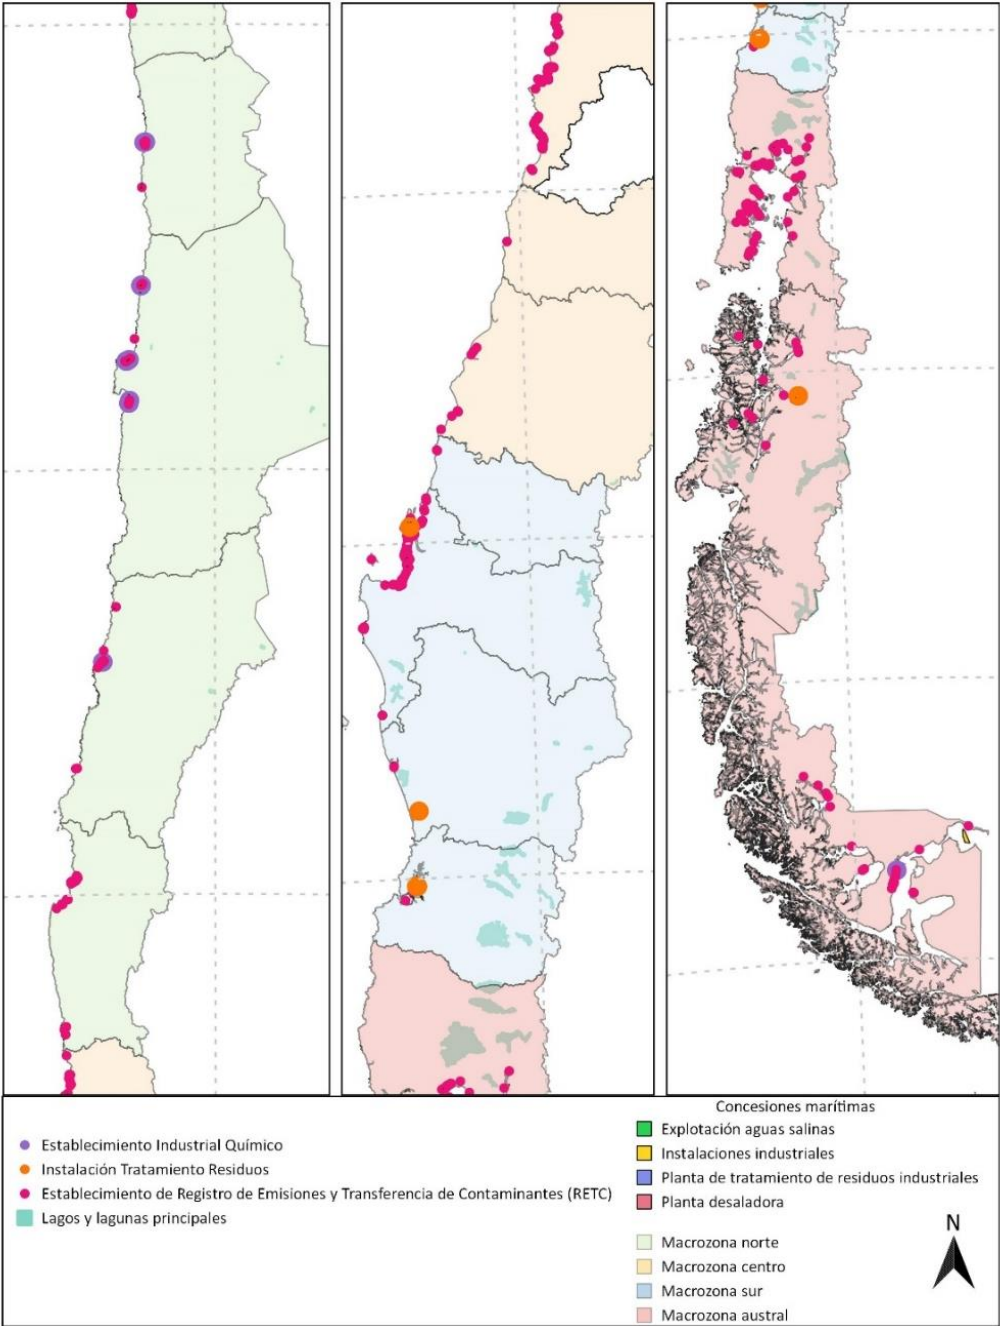 Establecimiento Industrial Químico
Instalación Tratamiento Residuos
Establecimiento de Registro de Emisiones y Transferencia de Contaminantes (RETC)
Lagos y lagunas principales
Concesiones marítimas
Explotación aguas salinas
Instalaciones industriales
Planta de tratamiento de residuos industriales
Planta desaladora
Macrozona norte
Macrozona centro
Macrozona sur
Macrozona austral
N